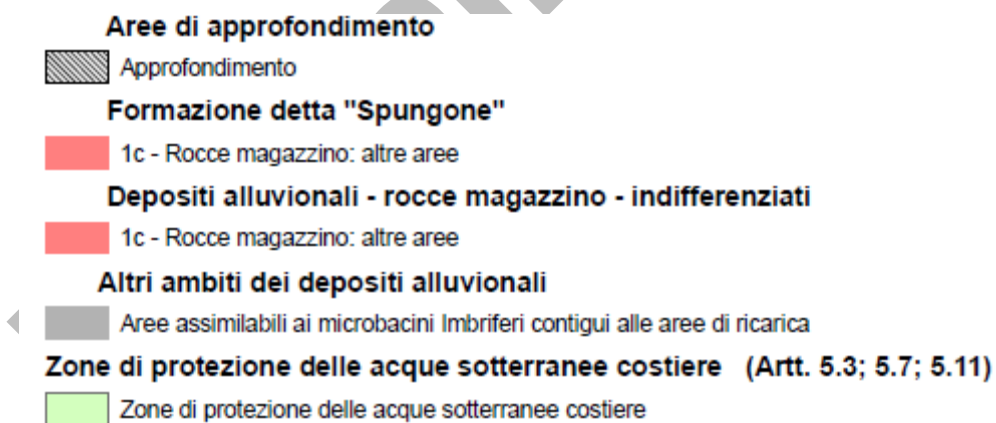 Aree di approfondimento
Approfondimento
Formazione detta "Spungone"
1c - Rocce magazzino: altre aree
Depositi alluvionali - rocce magazzino - indifferenziati
1c - Rocce magazzino: altre aree
Altri ambiti dei depositi alluvionali
Aree assimilabili ai microbacini Imbriferi contigui alle aree di ricarica
Zone di protezione delle acque sotterranee costiere (Artt. 5.3; 5.7; 5.11)
Zone di protezione delle acque sotterranee costiere